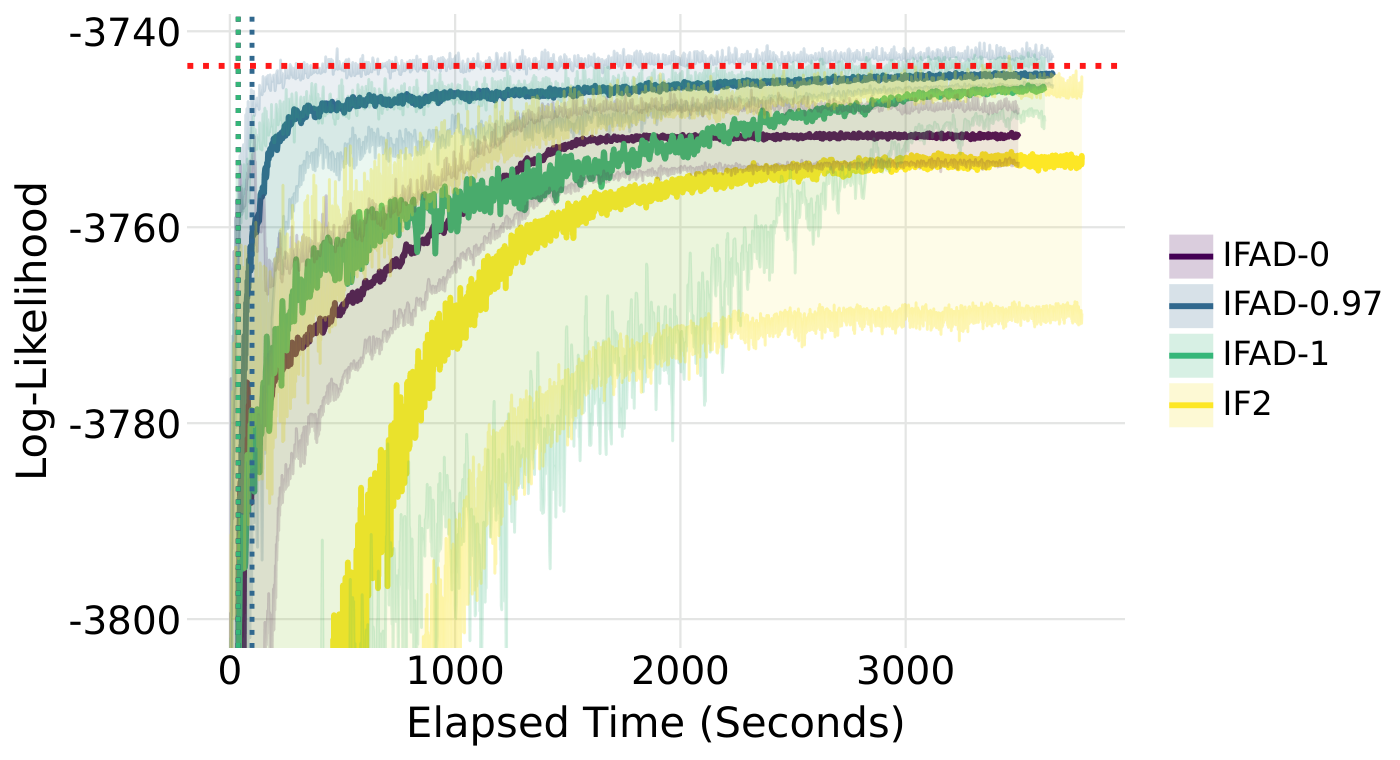 Log-Likelihood
-3740
-3760
-3780
-3800
0 1000 2000 3000
Elapsed Time (Seconds)
IFAD-0
IFAD-0.97
IFAD-1
IF2